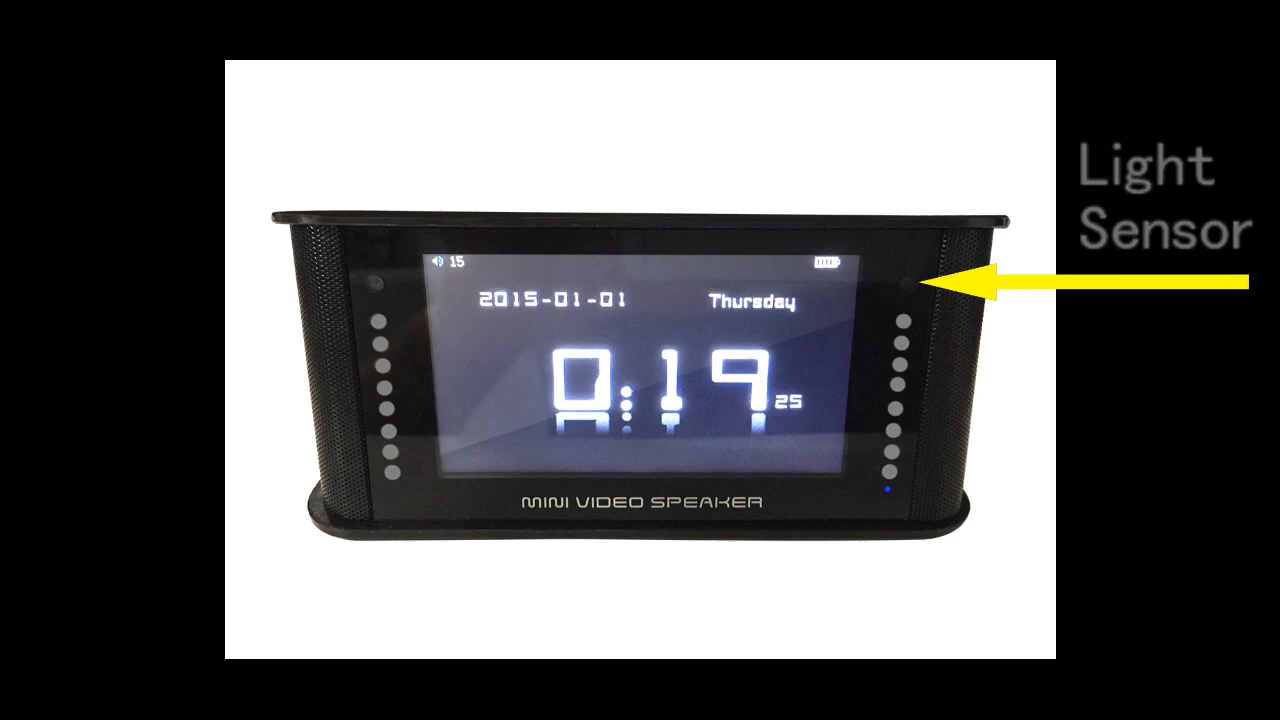 Light
Sensor
15
2015-01-01 Thursday
0:19 25
MINI VIDEO SPEAKER